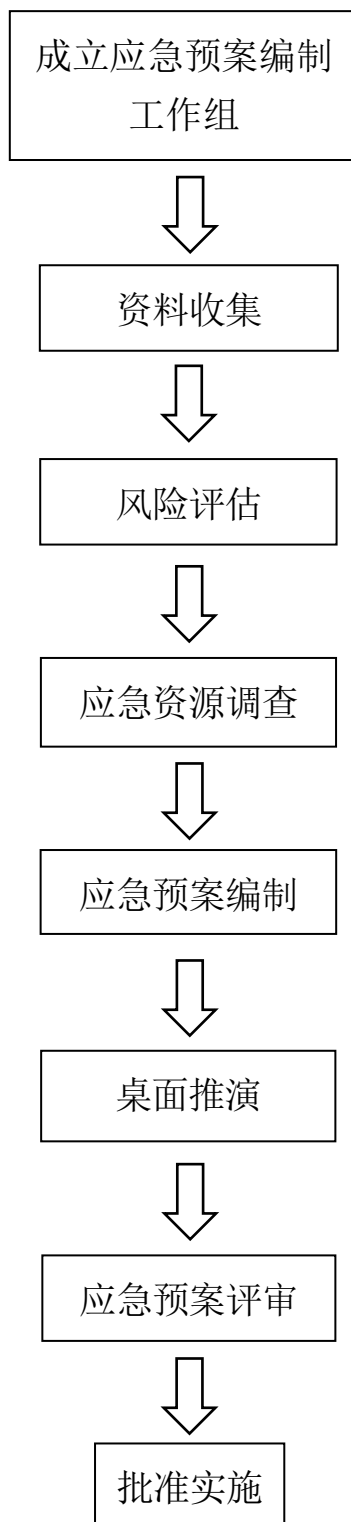 成立应急预案编制
工作组
资料收集
风险评估
应急资源调查
应急预案编制
桌面推演
应急预案评审
批准实施